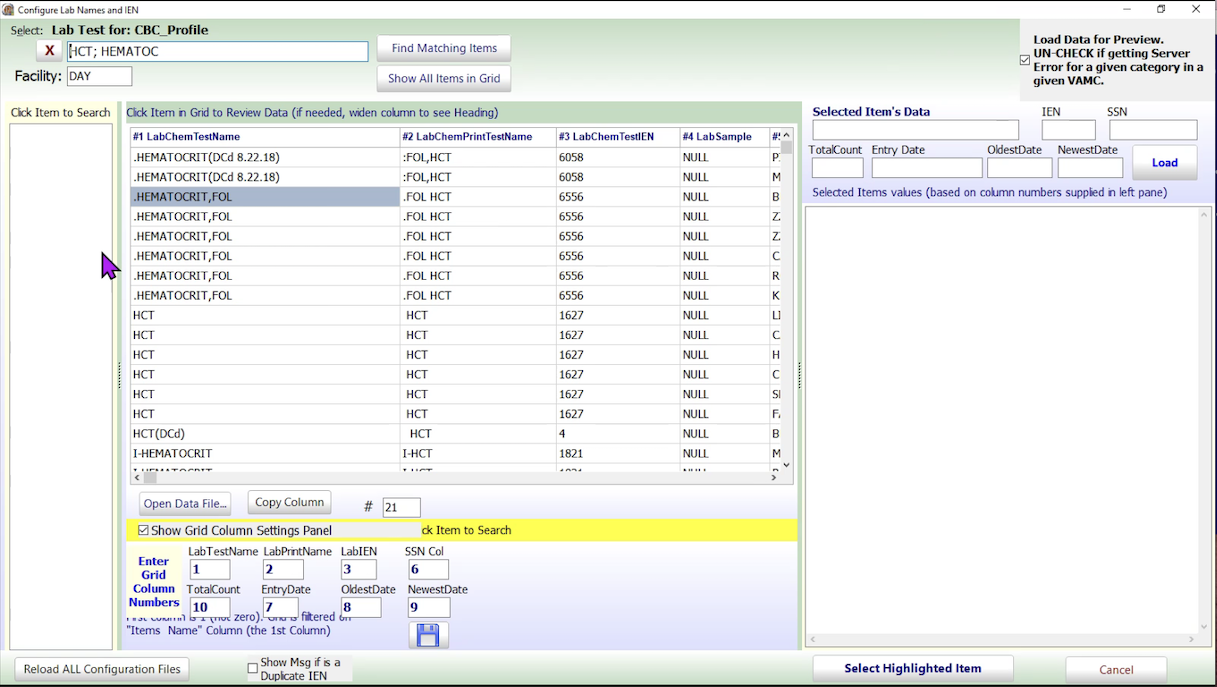 Configure Lab Names and IEN
Select: Lab Test for: CBC_Profile
X HCT; HEMATOC
Find Matching Items
Facility: DAY
Show All Items in Grid
Load Data for Preview.
UN-CHECK if getting Server
Error for a given category in a
given VAMC.
Click Item to Search
Click Item in Grid to Review Data (if needed, widen column to see Heading)
#1 LabChemTestName #2 LabChemPrintTestName #3 LabChemTestIEN #4 LabSample
.HEMATOCRIT(DCd 8.22.18) :FOL,HCT 6058 NULL
.HEMATOCRIT(DCd 8.22.18) :FOL,HCT 6058 NULL M
.HEMATOCRIT,FOL .FOL HCT 6556 NULL B
.HEMATOCRIT,FOL .FOL HCT 6556 NULL
.HEMATOCRIT,FOL .FOL HCT 6556 NULL
.HEMATOCRIT,FOL .FOL HCT 6556 NULL C
.HEMATOCRIT,FOL .FOL HCT 6556 NULL R
.HEMATOCRIT,FOL .FOL HCT 6556 NULL K
HCT HCT 1627 NULL
HCT HCT 1627 NULL
HCT HCT 1627 NULL H
HCT HCT 1627 NULL C
HCT HCT 1627 NULL
HCT HCT 1627 NULL
HCT(DCd) HCT 4 NULL B
I-HEMATOCRIT I-HCT 1821 NULL M
Open Data File... Copy Column # 21
Show Grid Column Settings Panel ck Item to Search
Enter
Grid
Column
Numbers
LabTestName LabPrintName LabIEN SSN Col
1 2 3 6
TotalCount EntryDate OldestDate NewestDate
10 7 8 9
First column is 1 (not zero). Grid is filtered on
"Items Name" Column (the 1st Column)
Selected Item's Data IEN SSN
TotalCount Entry Date OldestDate NewestDate
Load
Selected Items values (based on column numbers supplied in left pane)
Reload ALL Configuration Files
Show Msg if is a
Duplicate IEN
Select Highlighted Item
Cancel